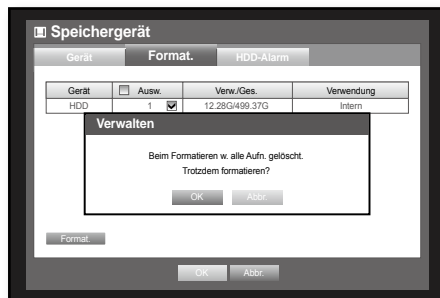 Speichergerät
Gerät Format. HDD-Alarm
Gerät Ausw. Verw./Ges. Verwendung
HDD 1 12.28G/499.37G Intern
Verwalten
Beim Formatieren w. alle Aufn. gelöscht.
Trotzdem formatieren?
OK Abbr.
Format.
OK Abbr.